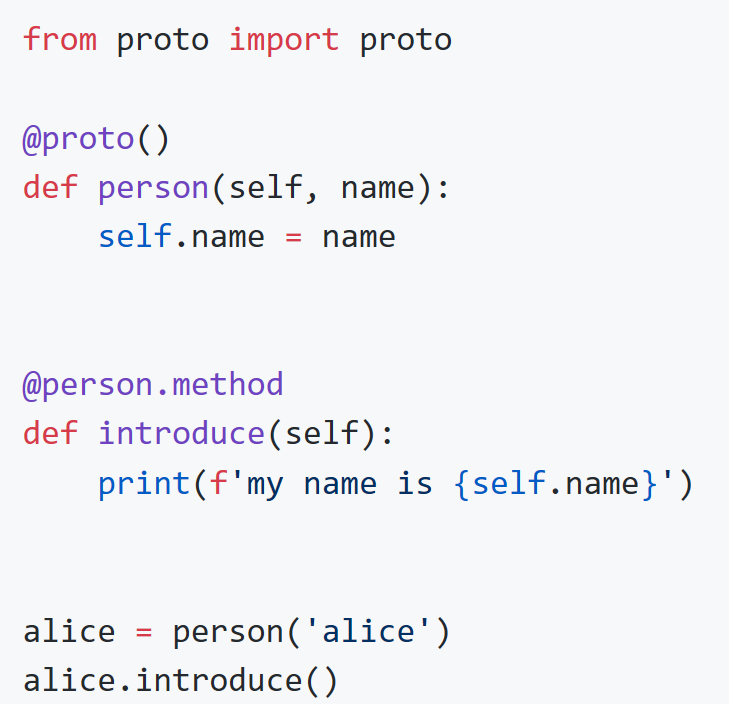 from proto import proto
@proto()
def person(self, name):
    self.name = name
@person.method
def introduce(self):
    print(f'my name is {self.name}')
alice = person('alice')
alice.introduce()